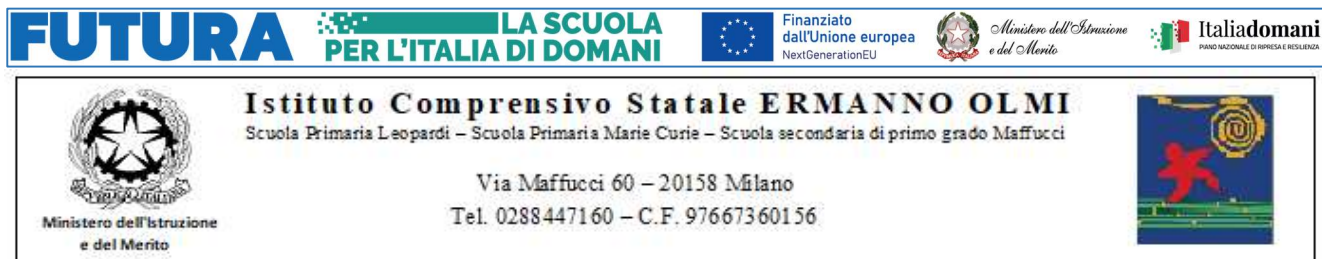 FUTURA
LA SCUOLA
PER L'ITALIA DI DOMANI
Finanziato
dall'Unione europea
NextGenerationEU
Ministero dell'Istruzione
e del Merito
Italiadomani
PIANO NAZIONALE DI RIPRESA E RESILIENZA
Istituto Comprensivo Statale ERMANNO OLMI
Scuola Primaria Leopardi – Scuola Primaria Marie Curie – Scuola secondaria di primo grado Maffucci
Via Maffucci 60 – 20158 Milano
Tel. 0288447160 – C.F. 97667360156
Ministero dell'Istruzione
e del Merito